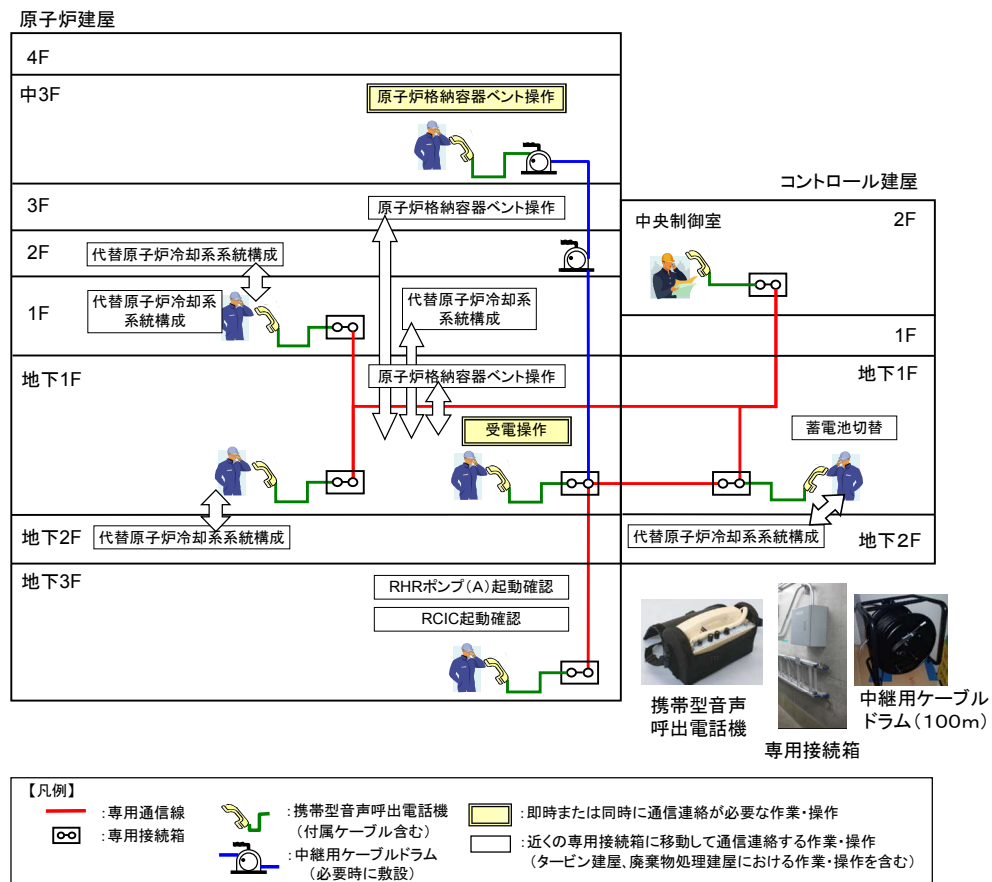 原子炉建屋
4F
中3F
原子炉格納容器ベント操作
3F
原子炉格納容器ベント操作
2F
代替原子炉冷却系系統構成
1F
代替原子炉冷却系
系統構成
代替原子炉冷却系
系統構成
地下1F
原子炉格納容器ベント操作
受電操作
地下2F
代替原子炉冷却系系統構成
地下3F
RHRポンプ(A)起動確認
RCIC起動確認
コントロール建屋
中央制御室
2F
1F
地下1F
蓄電池切替
代替原子炉冷却系系統構成
地下2F
携帯型音声
呼出電話機
専用接続箱
中継用ケーブル
ドラム(100m)
【凡例】
:専用通信線
:専用接続箱
:携帯型音声呼出電話機
(付属ケーブル含む)
:中継用ケーブルドラム
(必要時に敷設)
:即時または同時に通信連絡が必要な作業・操作
:近くの専用接続箱に移動して通信連絡する作業・操作
(タービン建屋、廃棄物処理建屋における作業・操作を含む)